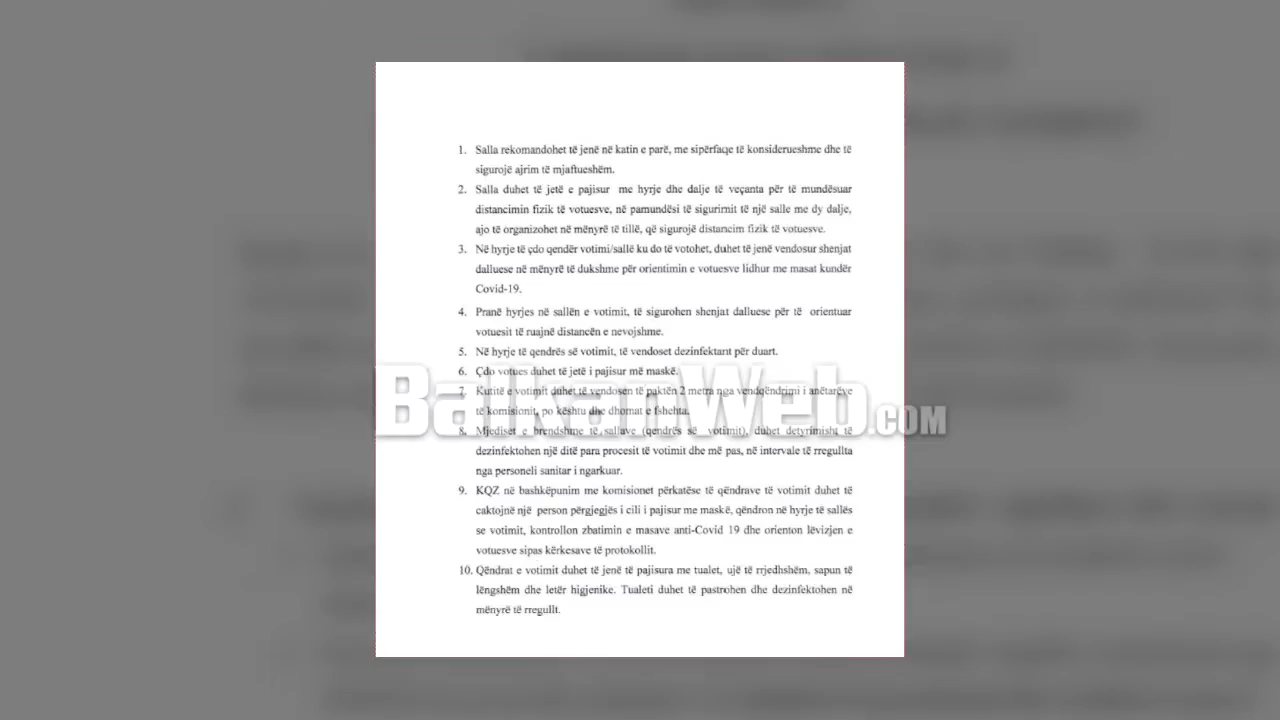 1. Salla rekomandohet të jenë në katin e parë, me sipërfaqe të konsiderueshme dhe të
sigurojë ajrim të mjaftueshëm.
2. Salla duhet të jetë e pajisur me hyrje dhe dalje të veçanta për të mundësuar
distancimin fizik të votuesve, në pamundësi të sigurimit të një salle me dy dalje,
ajo të organizohet në mënyrë të tillë, që sigurojë distancim fizik të votuesve.
3. Në hyrje të çdo qendër votimi/sallë ku do të votohet, duhet të jenë vendosur shenjat
dalluese në mënyrë të dukshme për orientimin e votuesve lidhur me masat kundër
Covid-19.
4. Pranë hyrjes në sallën e votimit, të sigurohen shenjat dalluese për të orientuar
votuesit të ruajnë distancën e nevojshme.
5. Në hyrje të qendrës së votimit, të vendoset dezinfektant për duart.
6. Çdo votues duhet të jetë i pajisur më maskë.
7. Kutitë e votimit duhet të vendosen të paktën 2 metra nga vendqëndrimi i anëtarëve
të komisionit, po kështu dhe dhomat e fshehta.
BalkanWeb.COM
8. Mjediset e brendshme të sallave (qendrës së votimit), duhet detyrimisht të
dezinfektohen një ditë para procesit të votimit dhe më pas, në intervale të rregullta
nga personeli sanitar i ngarkuar.
9. KQZ në bashkëpunim me komisionet përkatëse të qëndrave të votimit duhet të
caktojnë një person përgjegjës i cili i pajisur me maskë, qëndron në hyrje të sallës
se votimit, kontrollon zbatimin e masave anti-Covid 19 dhe orienton lëvizjen e
votuesve sipas kërkesave të protokollit.
10. Qëndrat e votimit duhet të jenë të pajisura me tualet, ujë të rrjedhshëm, sapun të
lëngshëm dhe letër higjenike. Tualeti duhet të pastrohen dhe dezinfektohen në
mënyrë të rregullt.